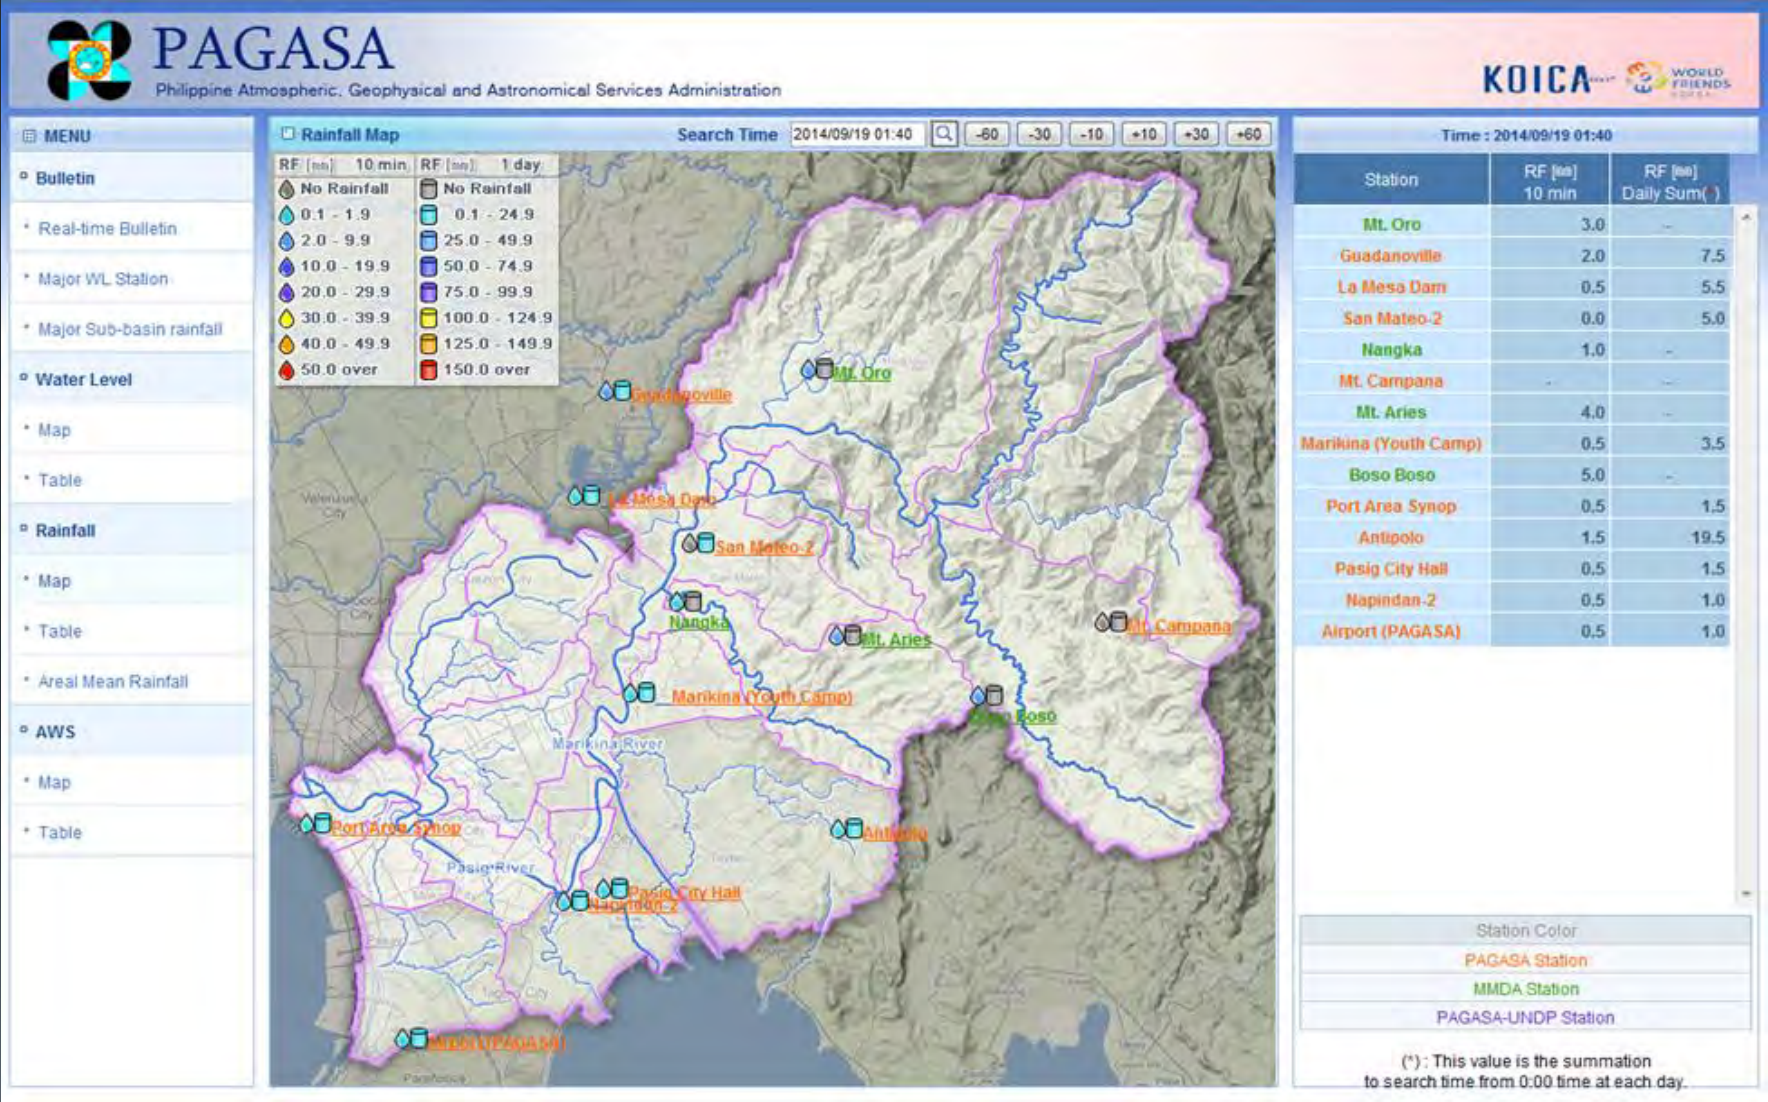 PAGASA
Philippine Atmospheric, Geophysical and Astronomical Services Administration
KOICA
WORLD
FRIENDS
MENU
Bulletin
Real-time Bulletin
Major WL Station
Major Sub-basin rainfall
Water Level
Map
Table
Rainfall
Map
Table
Areal Mean Rainfall
AWS
Map
Table
Rainfall Map
Search Time 2014/09/19 01:40 -60 -30 -10 +10 +30 +60
RF [mm] 10 min RF [mm] 1 day
No Rainfall No Rainfall
0.1 - 1.9 0.1 - 24.9
2.0 - 9.9 25.0 - 49.9
10.0 - 19.9 50.0 - 74.9
20.0 - 29.9 75.0 - 99.9
30.0 - 39.9 100.0 - 124.9
40.0 - 49.9 125.0 - 149.9
50.0 over 150.0 over
Mt. Oro
Guadanoville
Valenzuela
City
La Mesa Dam
San Mateo-2
Quezon City
Nangka
Mt. Aries
Mt. Campana
Marikina (Youth Camp)
Boso Boso
Marikina River
Port Area Synop
Antipolo
Pasig River
Pasig City Hall
Napindan-2
Airport (PAGASA)
Time : 2014/09/19 01:40
Station RF [mm] 10 min RF [mm] Daily Sum(*)
Mt. Oro 3.0 -
Guadanoville 2.0 7.5
La Mesa Dam 0.5 5.5
San Mateo-2 0.0 5.0
Nangka 1.0 -
Mt. Campana - -
Mt. Aries 4.0 -
Marikina (Youth Camp) 0.5 3.5
Boso Boso 5.0 -
Port Area Synop 0.5 1.5
Antipolo 1.5 19.5
Pasig City Hall 0.5 1.5
Napindan-2 0.5 1.0
Airport (PAGASA) 0.5 1.0
Station Color
PAGASA Station
MMDA Station
PAGASA-UNDP Station
(*) : This value is the summation
to search time from 0:00 time at each day.